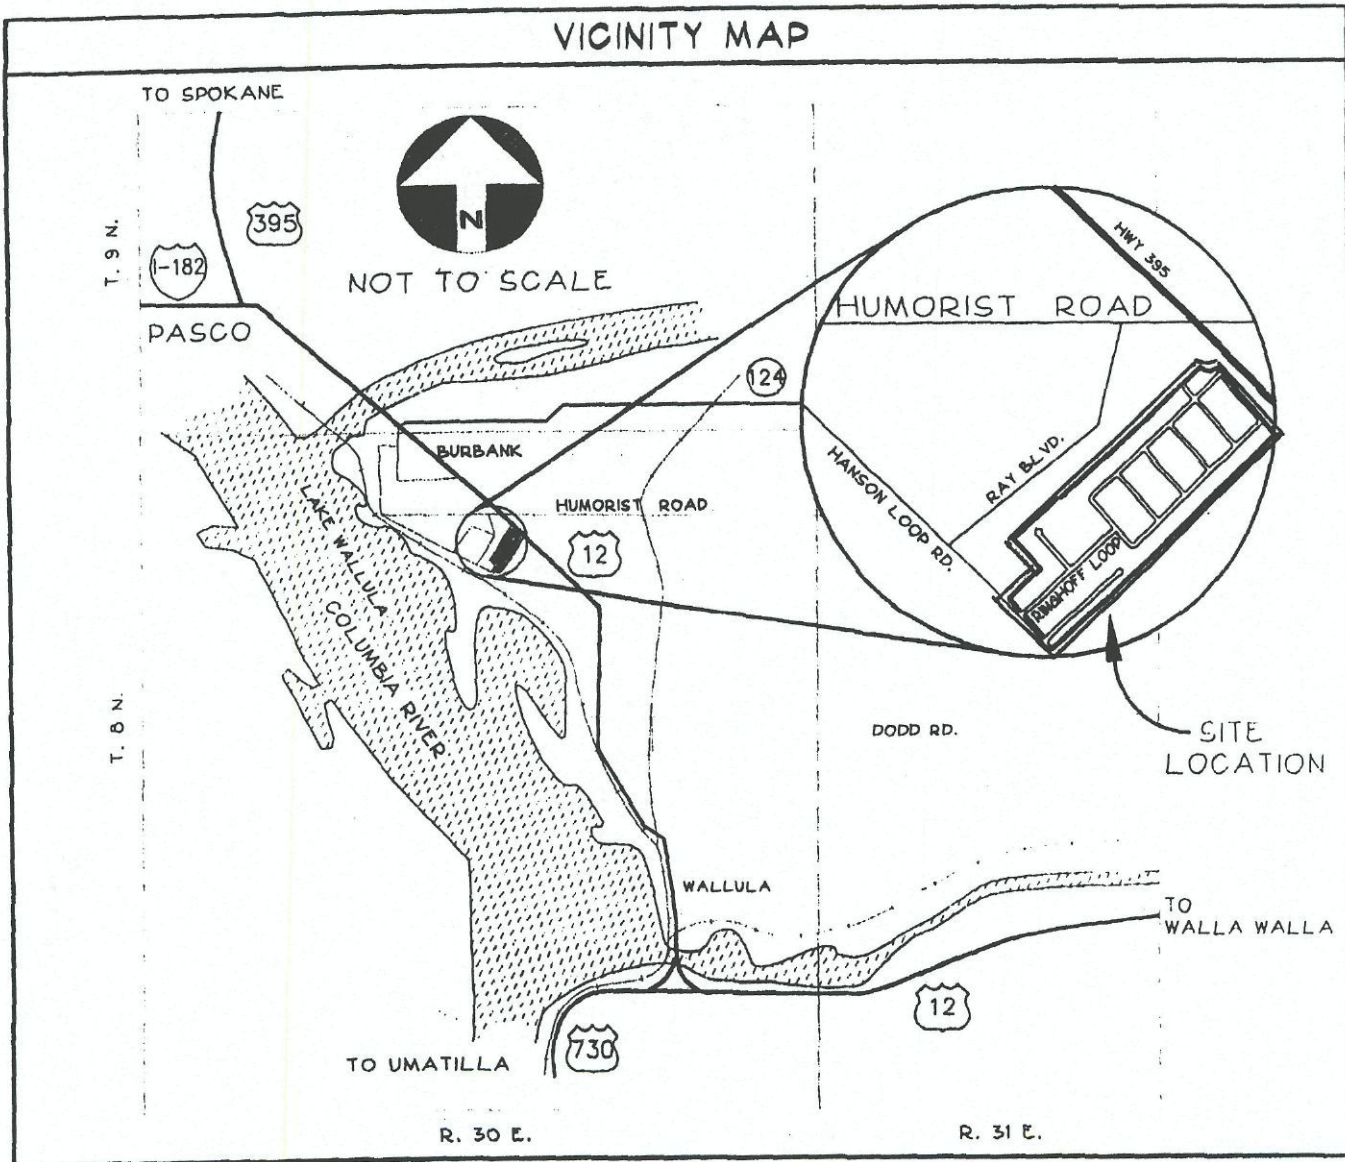 VICINITY MAP
TO SPOKANE
395
I-182
T. 9 N.
N
NOT TO SCALE
PASCO
HWY 395
HUMORIST ROAD
124
BURBANK
HANSON LOOP RD.
RAY BLVD.
LAKE WALLULA
HUMORIST ROAD
12
RINGHOFF LOOP
COLUMBIA RIVER
T. 8 N.
DODD RD.
SITE
LOCATION
WALLULA
TO
WALLA WALLA
12
730
TO UMATILLA
R. 30 E.
R. 31 E.